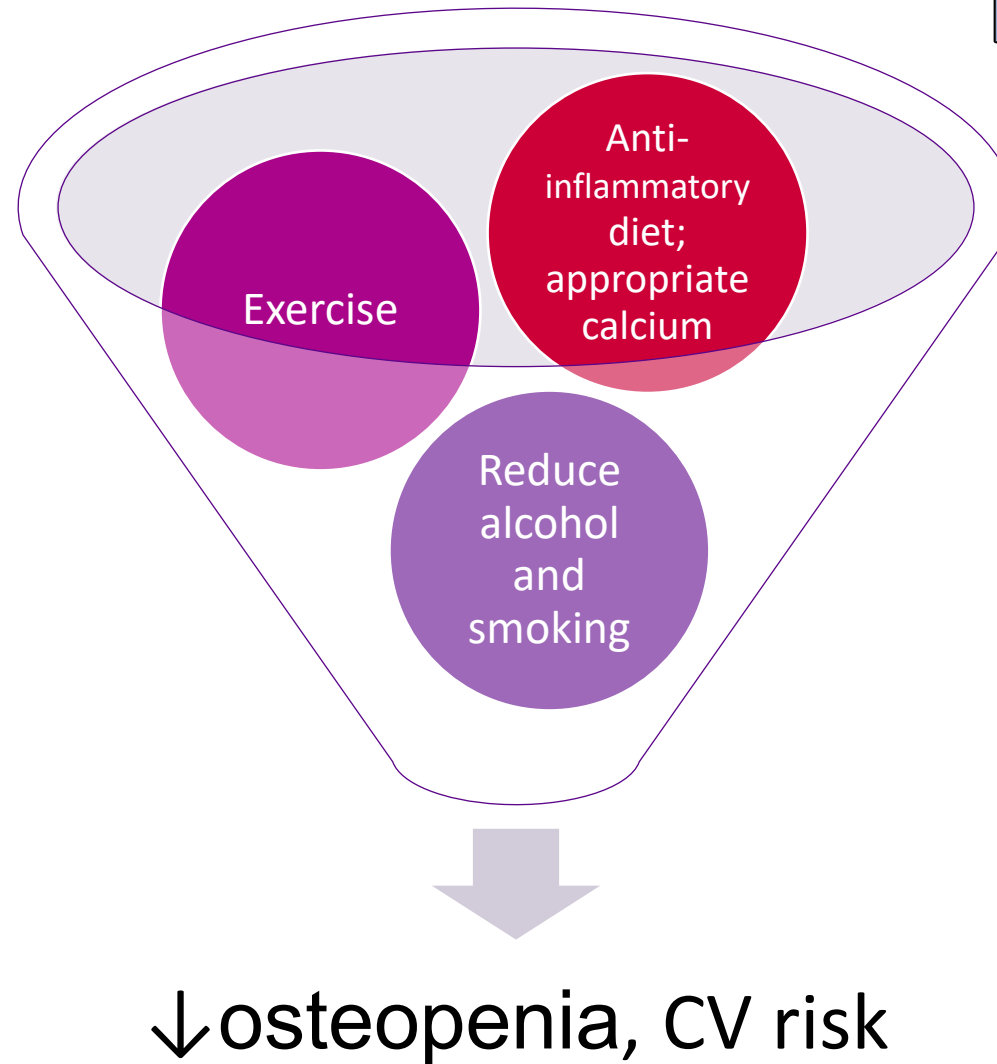 Exercise
Anti-
inflammatory
diet;
appropriate
calcium
Reduce
alcohol
and
smoking
↓osteopenia, CV risk